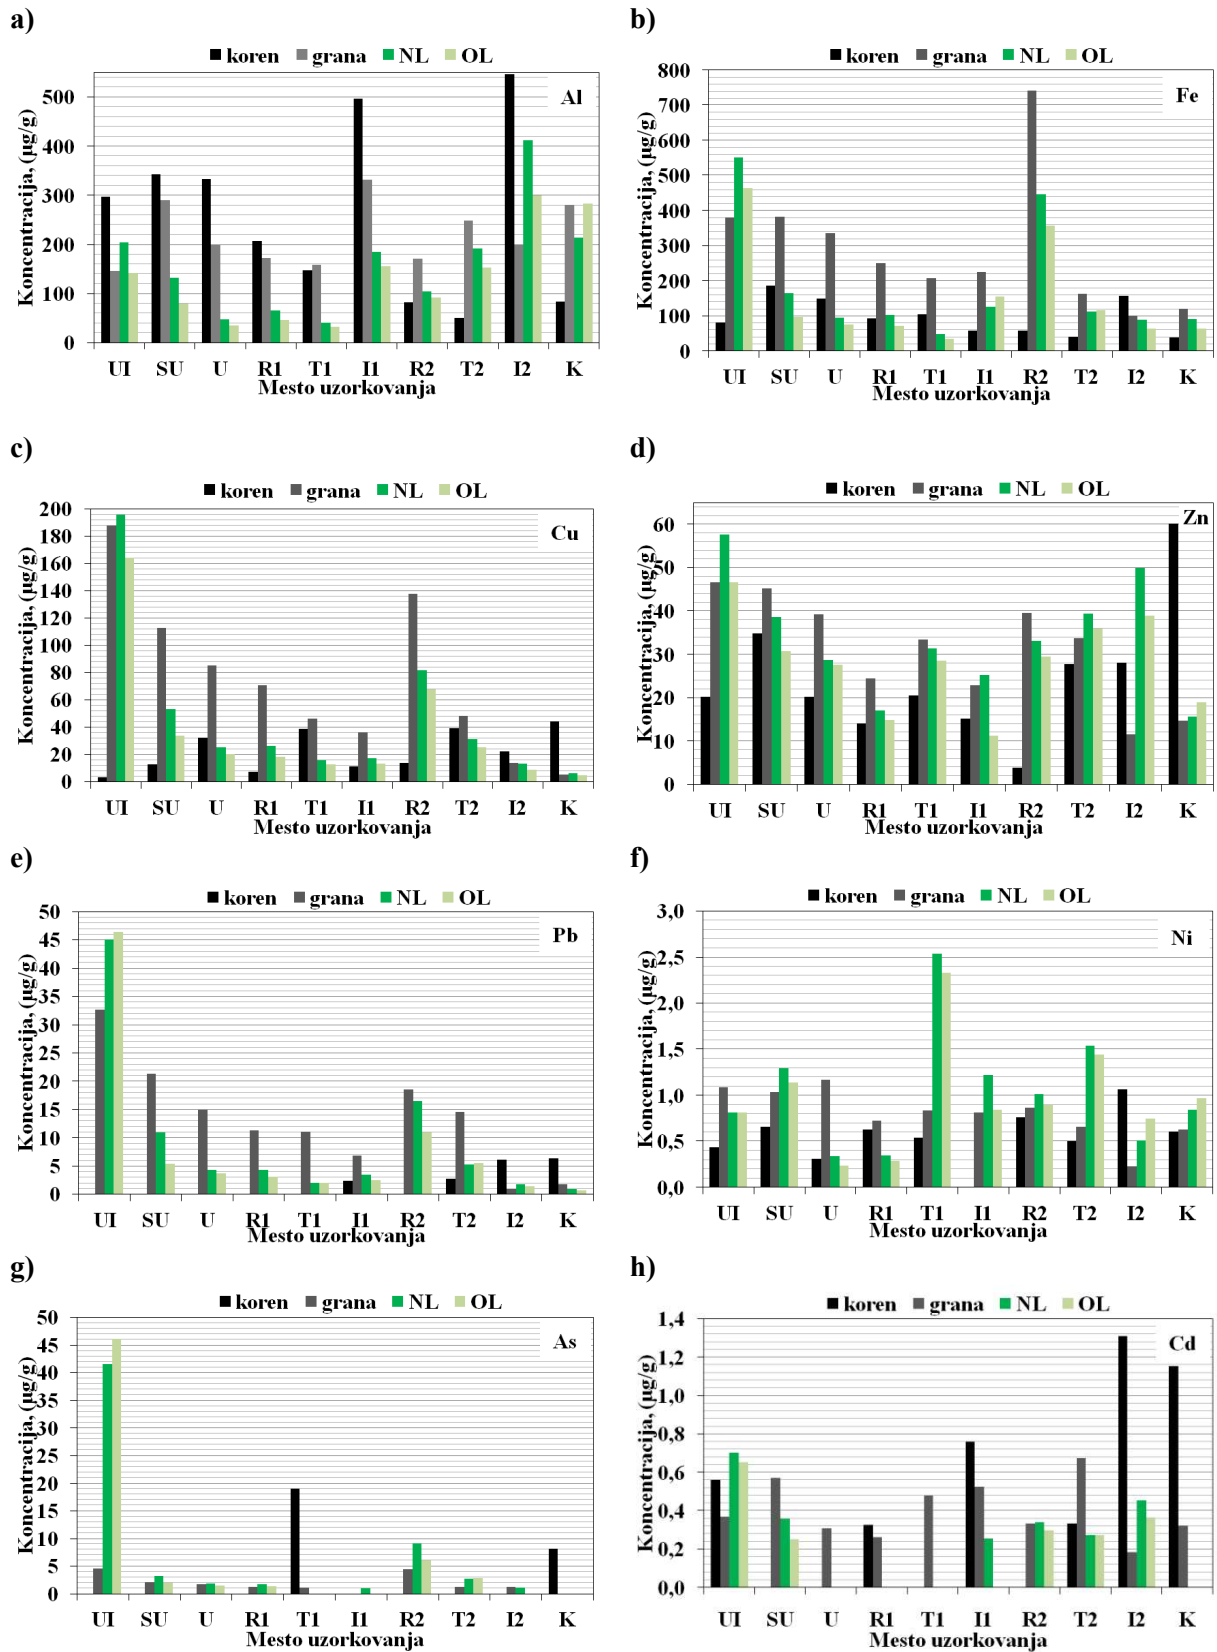 a)
koren grana NL OL
Al
Koncentracija, (µg/g)
500
400
300
200
100
0
UI SU U R1 T1 I1 R2 T2 I2 K
Mesto uzorkovanja
b)
koren grana NL OL
Fe
Koncentracija, (µg/g)
800
700
600
500
400
300
200
100
0
UI SU U R1 T1 I1 R2 T2 I2 K
Mesto uzorkovanja
c)
koren grana NL OL
Cu
Koncentracija, (µg/g)
200
180
160
140
120
100
80
60
40
20
0
UI SU U R1 T1 I1 R2 T2 I2 K
Mesto uzorkovanja
d)
koren grana NL OL
Zn
Koncentracija, (µg/g)
60
50
40
30
20
10
0
UI SU U R1 T1 I1 R2 T2 I2 K
Mesto uzorkovanja
e)
koren grana NL OL
Pb
Koncentracija, (µg/g)
50
45
40
35
30
25
20
15
10
5
0
UI SU U R1 T1 I1 R2 T2 I2 K
Mesto uzorkovanja
f)
koren grana NL OL
Ni
Koncentracija, (µg/g)
3,0
2,5
2,0
1,5
1,0
0,5
0,0
UI SU U R1 T1 I1 R2 T2 I2 K
Mesto uzorkovanja
g)
koren grana NL OL
As
Koncentracija, (µg/g)
50
45
40
35
30
25
20
15
10
5
0
UI SU U R1 T1 I1 R2 T2 I2 K
Mesto uzorkovanja
h)
koren grana NL OL
Cd
Koncentracija, (µg/g)
1,4
1,2
1,0
0,8
0,6
0,4
0,2
0,0
UI SU U R1 T1 I1 R2 T2 I2 K
Mesto uzorkovanja